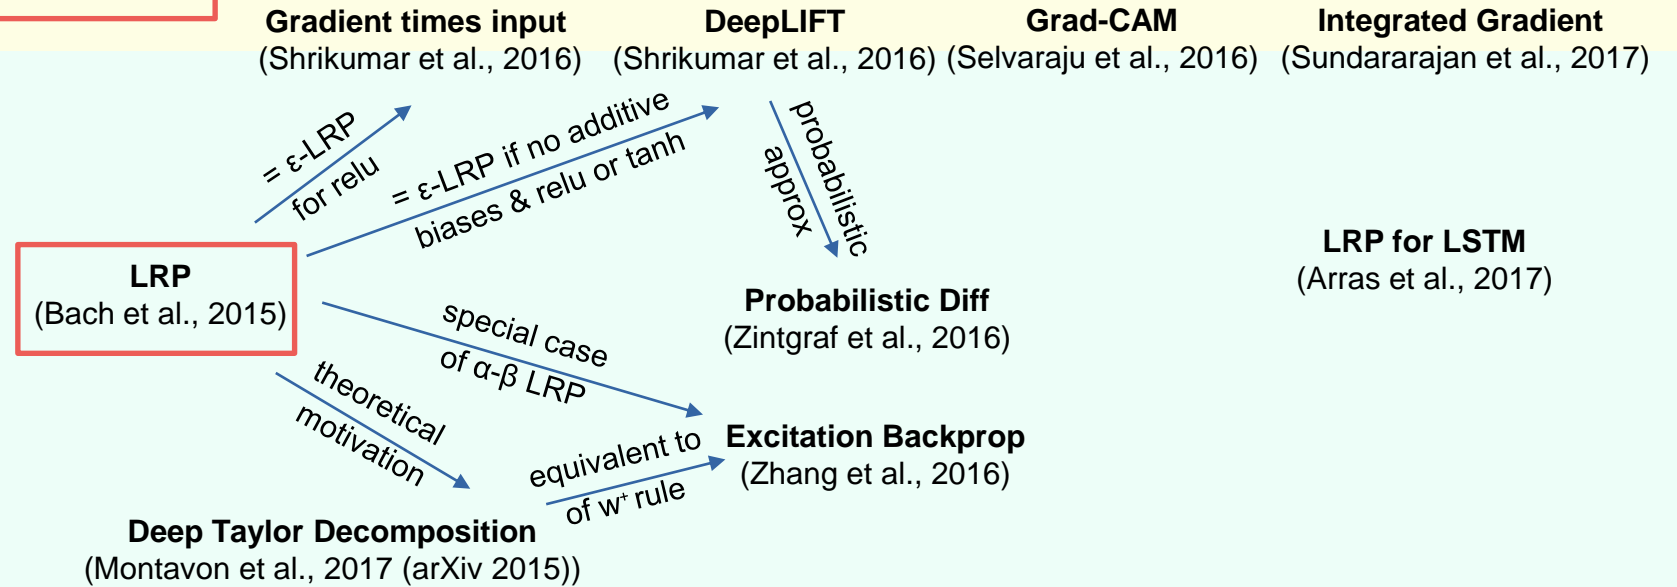 Gradient times input
(Shrikumar et al., 2016)
DeepLIFT
(Shrikumar et al., 2016)
Grad-CAM
(Selvaraju et al., 2016)
Integrated Gradient
(Sundararajan et al., 2017)
= ε-LRP
for relu
= ε-LRP if no additive
biases & relu or tanh
probabilistic
approx
LRP
(Bach et al., 2015)
LRP for LSTM
(Arras et al., 2017)
Probabilistic Diff
(Zintgraf et al., 2016)
special case
of α-β LRP
theoretical
motivation
Excitation Backprop
(Zhang et al., 2016)
equivalent to
of w⁺ rule
Deep Taylor Decomposition
(Montavon et al., 2017 (arXiv 2015))